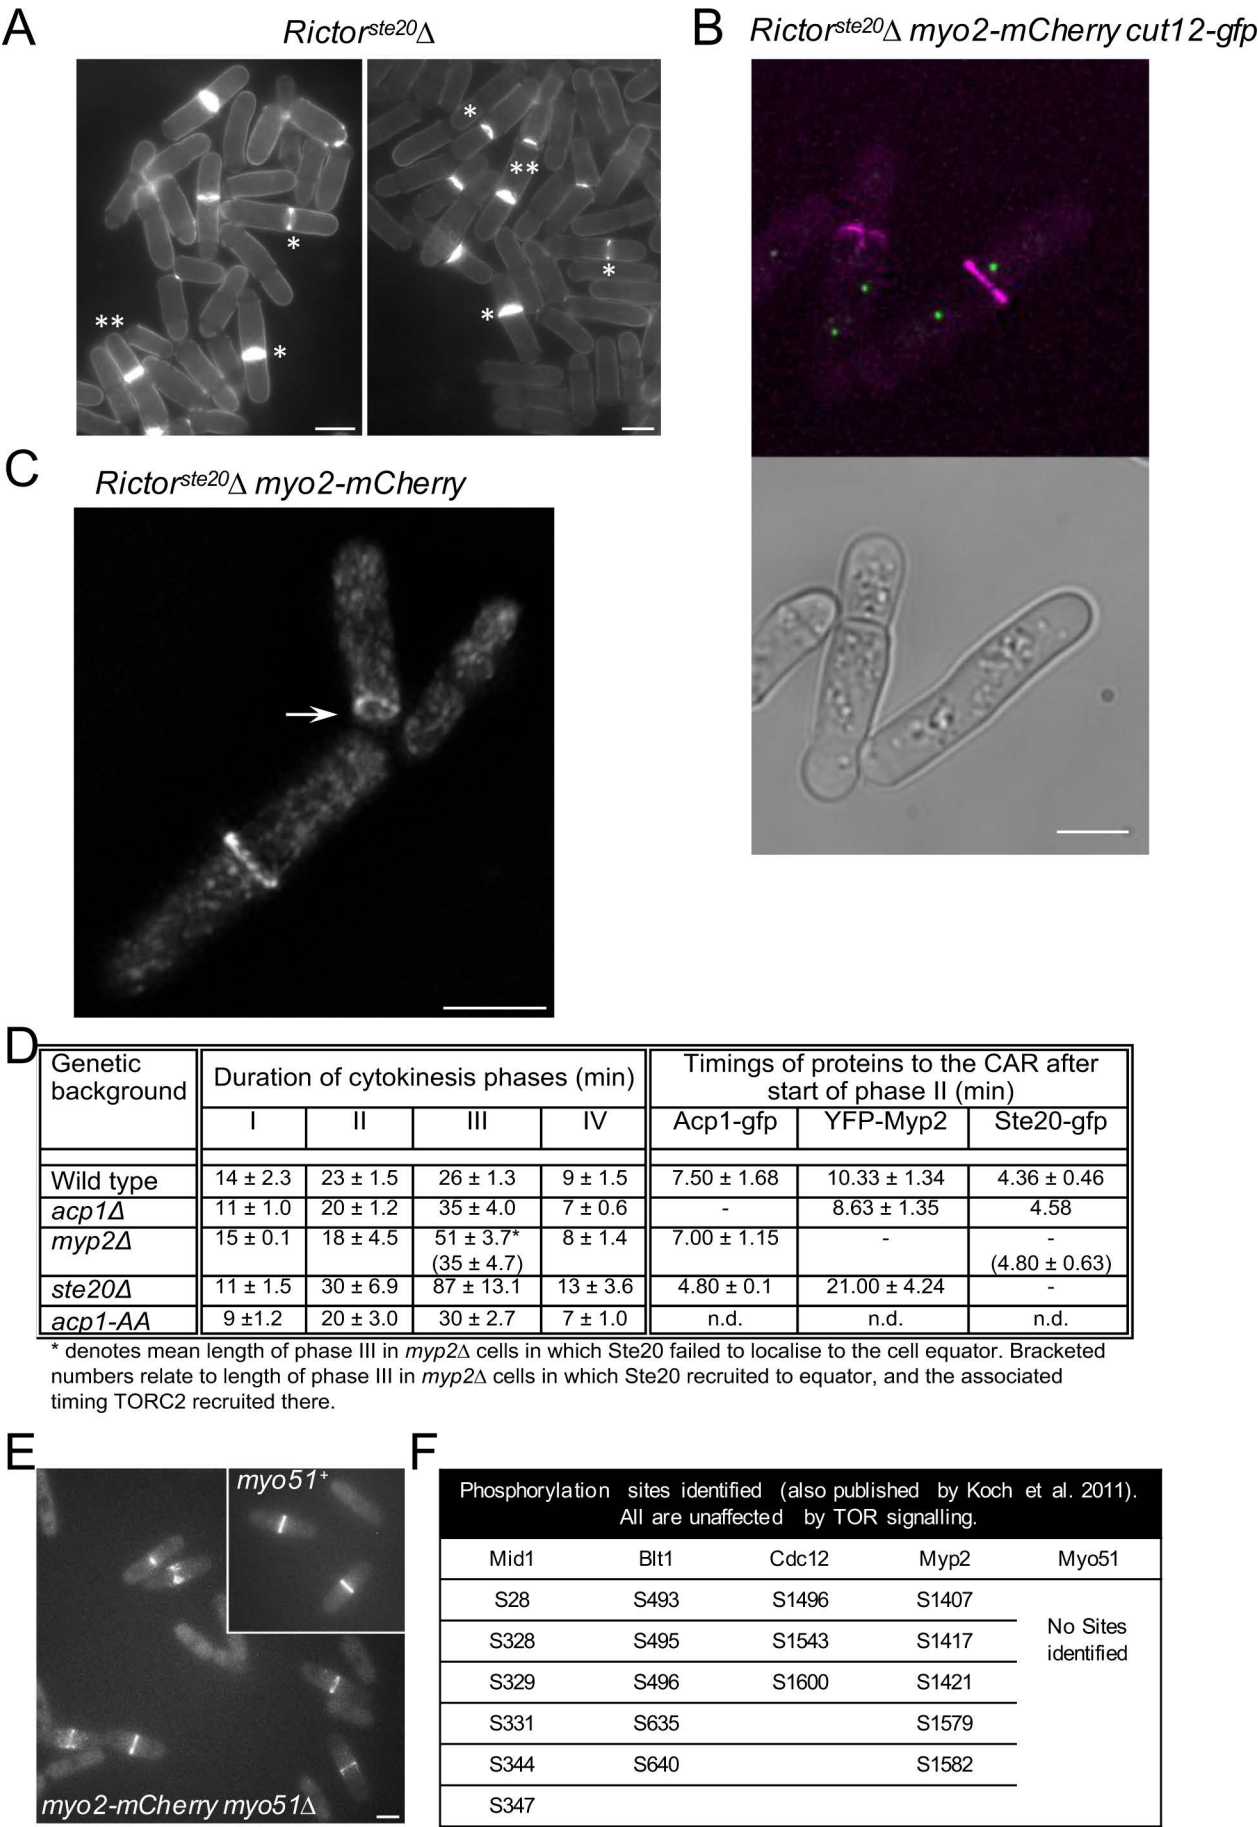 A
Rictorste20Δ
*
**
*
*
**
*
*
B
Rictorste20Δ myo2-mCherry cut12-gfp
C
Rictorste20Δ myo2-mCherry
D
Genetic background
Duration of cytokinesis phases (min)
Timings of proteins to the CAR after
start of phase II (min)
I II III IV Acp1-gfp YFP-Myp2 Ste20-gfp
Wild type 14 ± 2.3 23 ± 1.5 26 ± 1.3 9 ± 1.5 7.50 ± 1.68 10.33 ± 1.34 4.36 ± 0.46
acp1Δ 11 ± 1.0 20 ± 1.2 35 ± 4.0 7 ± 0.6 - 8.63 ± 1.35 4.58
myp2Δ 15 ± 0.1 18 ± 4.5 51 ± 3.7* 8 ± 1.4 7.00 ± 1.15 - -
(35 ± 4.7) (4.80 ± 0.63)
ste20Δ 11 ± 1.5 30 ± 6.9 87 ± 13.1 13 ± 3.6 4.80 ± 0.1 21.00 ± 4.24 -
acp1-AA 9 ±1.2 20 ± 3.0 30 ± 2.7 7 ± 1.0 n.d. n.d. n.d.
* denotes mean length of phase III in myp2Δ cells in which Ste20 failed to localise to the cell equator. Bracketed
numbers relate to length of phase III in myp2Δ cells in which Ste20 recruited to equator, and the associated
timing TORC2 recruited there.
E
myo51+
myo2-mCherry myo51Δ
F
Phosphorylation sites identified (also published by Koch et al. 2011).
All are unaffected by TOR signalling.
Mid1 Blt1 Cdc12 Myp2 Myo51
S28 S493 S1496 S1407
No Sites
identified
S328 S495 S1543 S1417
S329 S496 S1600 S1421
S331 S635 S1579
S344 S640 S1582
S347